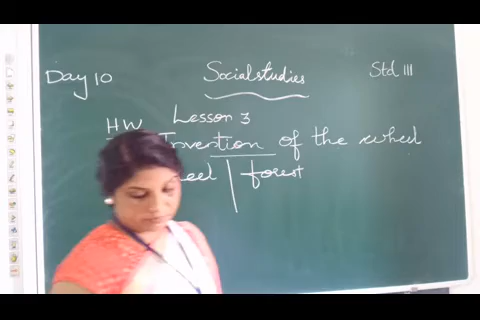 Day 10 Social studies Std III
HW Lesson 3
Invention of the wheel
forest